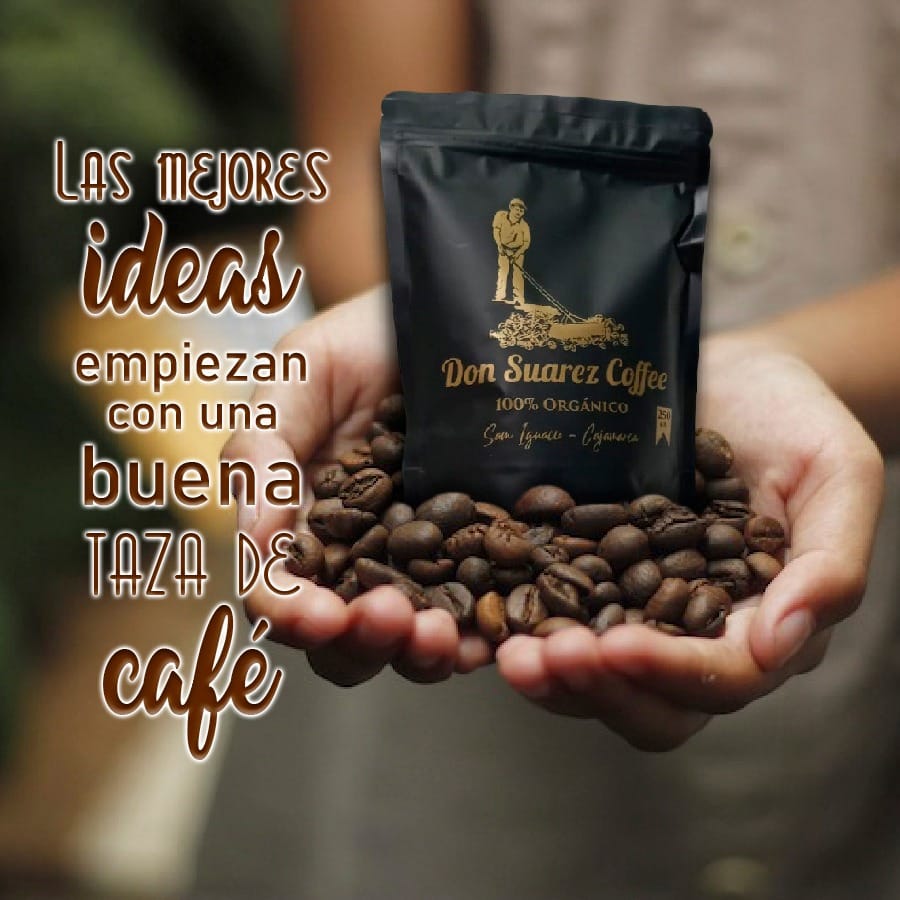 Las mejores
ideas
empiezan
con una
buena
TAZA DE
café
Don Suarez Coffee
100% ORGÁNICO
San Ignacio - Cajamarca
250
GR